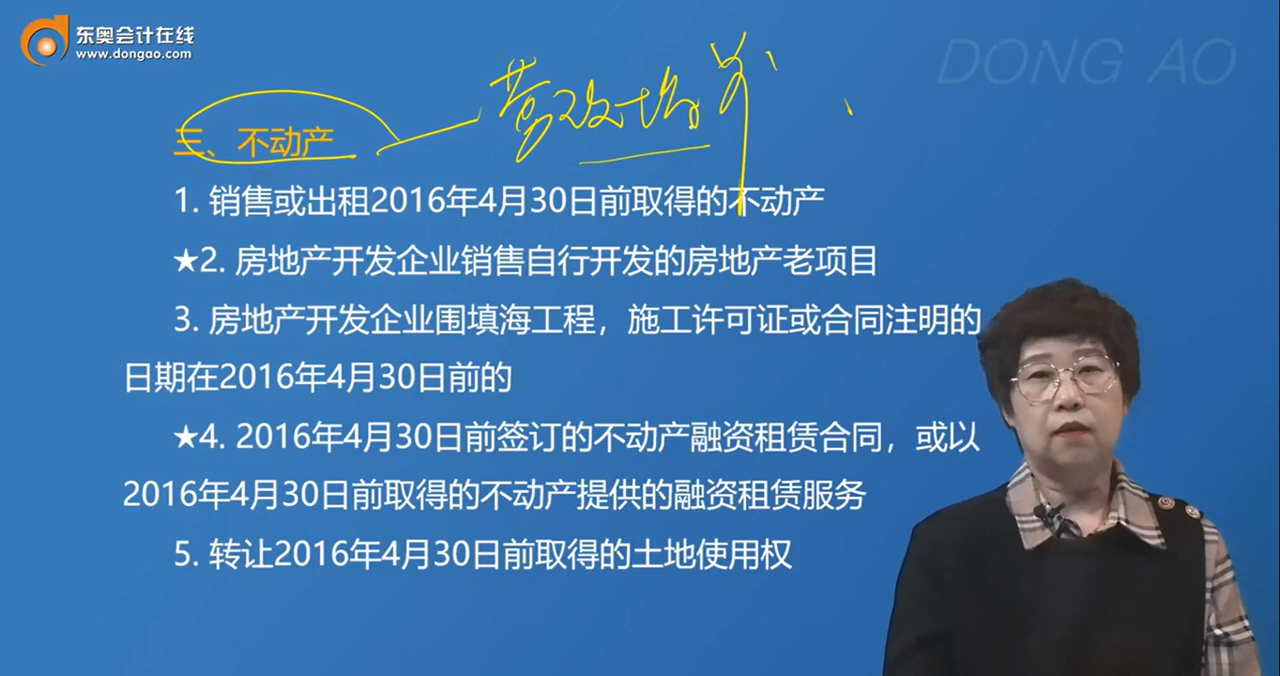 东奥会计在线
www.dongao.com
DONG AO
营改增前
三、不动产
1. 销售或出租2016年4月30日前取得的不动产
★2. 房地产开发企业销售自行开发的房地产老项目
3. 房地产开发企业围填海工程，施工许可证或合同注明的
日期在2016年4月30日前的
★4. 2016年4月30日前签订的不动产融资租赁合同，或以
2016年4月30日前取得的不动产提供的融资租赁服务
5. 转让2016年4月30日前取得的土地使用权